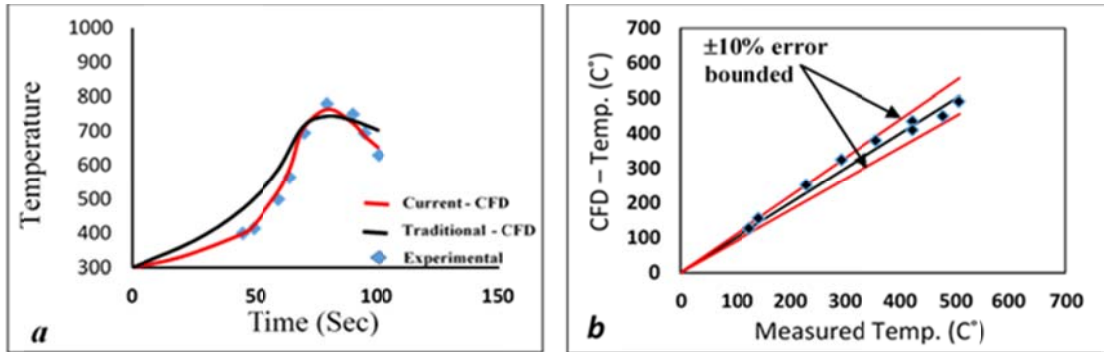 1000
900
800
700
600
500
400
300
Temperature
0
50
100
150
Time (Sec)
Current - CFD
Traditional - CFD
Experimental
a
700
600
500
400
300
200
100
0
CFD – Temp. (C˚)
±10% error
bounded
0 100 200 300 400 500 600 700
Measured Temp. (C˚)
b